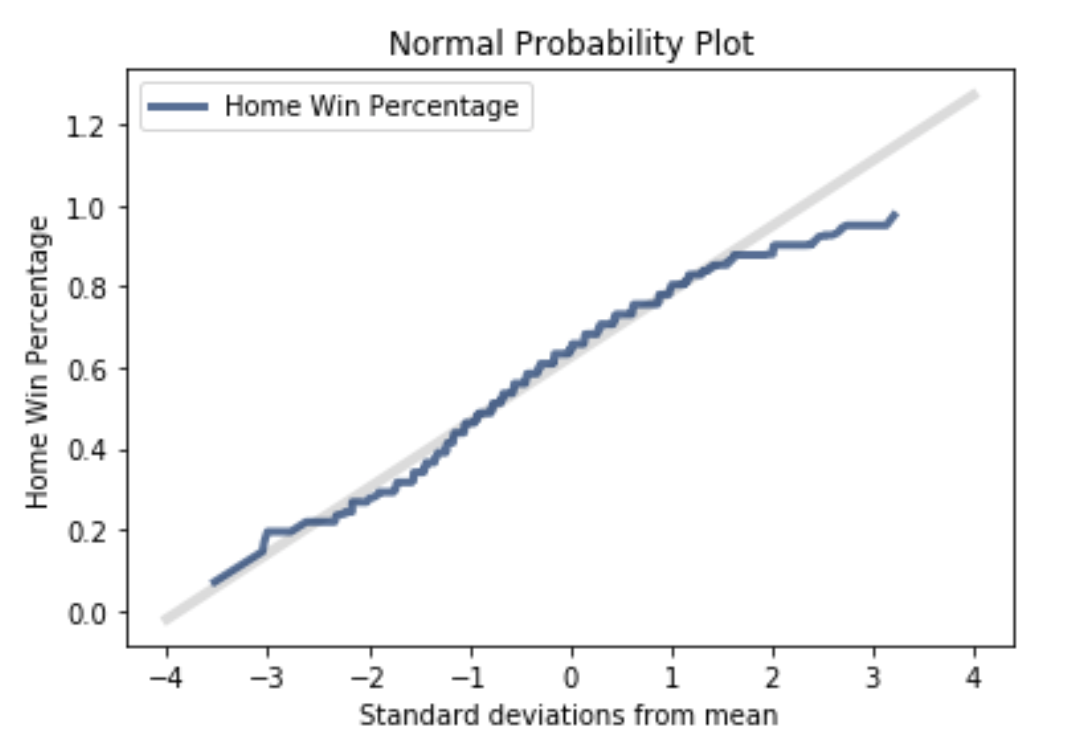 Normal Probability Plot
Home Win Percentage
Home Win Percentage
1.2
1.0
0.8
0.6
0.4
0.2
0.0
−4 −3 −2 −1 0 1 2 3 4
Standard deviations from mean